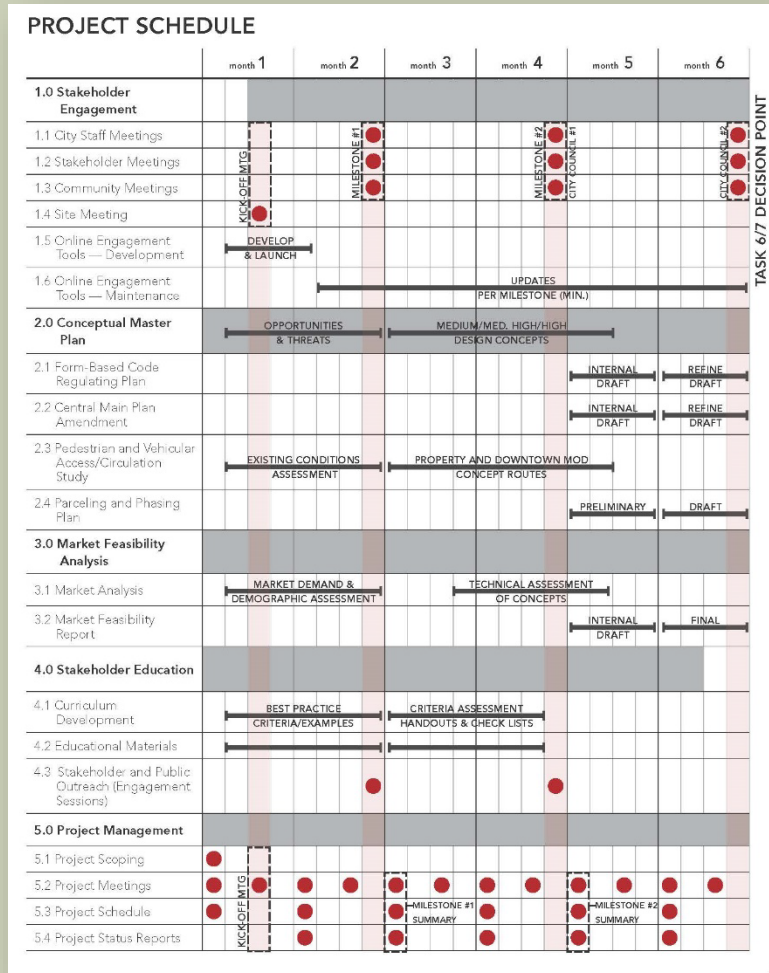 PROJECT SCHEDULE
month 1
month 2
month 3
month 4
month 5
month 6
TASK 6/7 DECISION POINT
1.0 Stakeholder
Engagement
1.1 City Staff Meetings
1.2 Stakeholder Meetings
1.3 Community Meetings
1.4 Site Meeting
KICK-OFF MTG
MILESTONE #1
MILESTONE #2
CITY COUNCIL #1
CITY COUNCIL #2
1.5 Online Engagement
Tools — Development
DEVELOP
& LAUNCH
1.6 Online Engagement
Tools — Maintenance
UPDATES
PER MILESTONE (MIN.)
2.0 Conceptual Master
Plan
OPPORTUNITIES
& THREATS
MEDIUM/MED. HIGH/HIGH
DESIGN CONCEPTS
2.1 Form-Based Code
Regulating Plan
INTERNAL
DRAFT
REFINE
DRAFT
2.2 Central Main Plan
Amendment
INTERNAL
DRAFT
REFINE
DRAFT
2.3 Pedestrian and Vehicular
Access/Circulation
Study
EXISTING CONDITIONS
ASSESSMENT
PROPERTY AND DOWNTOWN MOD
CONCEPT ROUTES
2.4 Parceling and Phasing
Plan
PRELIMINARY
DRAFT
3.0 Market Feasibility
Analysis
3.1 Market Analysis
MARKET DEMAND &
DEMOGRAPHIC ASSESSMENT
TECHNICAL ASSESSMENT
OF CONCEPTS
3.2 Market Feasibility
Report
INTERNAL
DRAFT
FINAL
4.0 Stakeholder Education
4.1 Curriculum
Development
BEST PRACTICE
CRITERIA/EXAMPLES
CRITERIA ASSESSMENT
HANDOUTS & CHECK LISTS
4.2 Educational Materials
4.3 Stakeholder and Public
Outreach (Engagement
Sessions)
5.0 Project Management
5.1 Project Scoping
5.2 Project Meetings
5.3 Project Schedule
5.4 Project Status Reports
KICK-OFF MTG
MILESTONE #1
SUMMARY
MILESTONE #2
SUMMARY